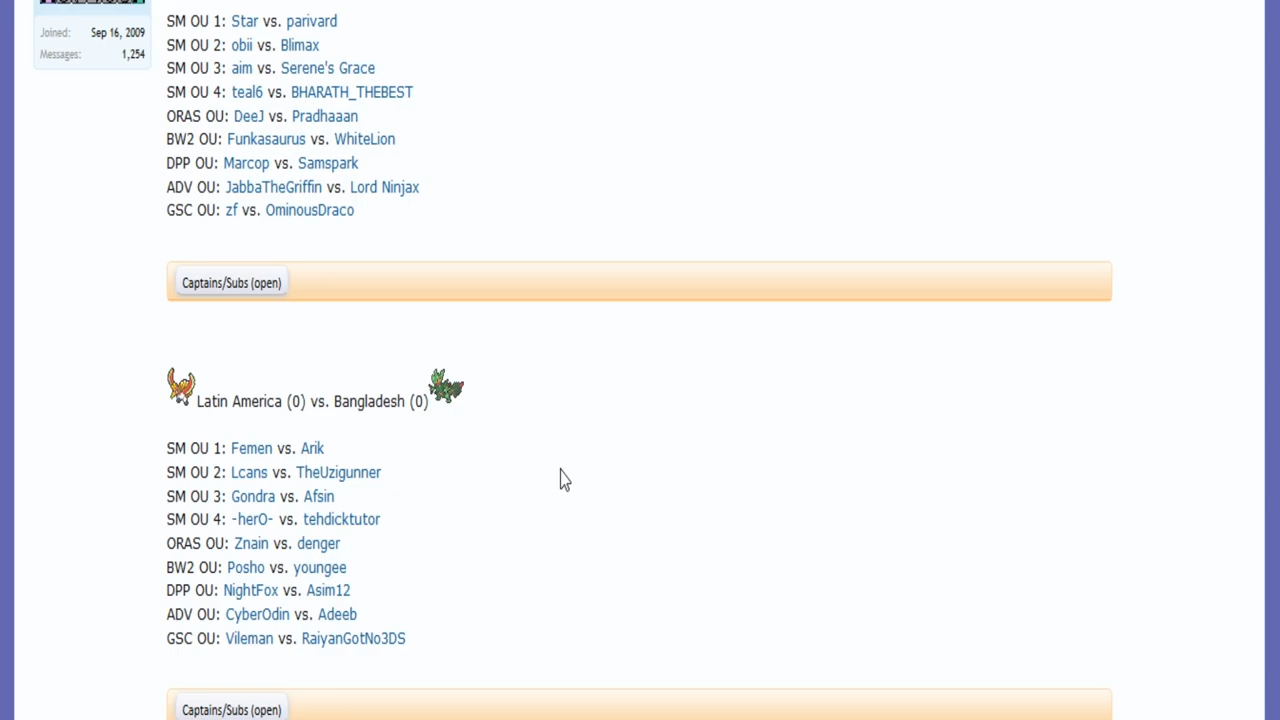 SM OU 1: Star vs. parivard
Joined: Sep 16, 2009
SM OU 2: obii vs. Blimax
Messages: 1,254
SM OU 3: aim vs. Serene's Grace
SM OU 4: teal6 vs. BHARATH_THEBEST
ORAS OU: DeeJ vs. Pradhaaan
BW2 OU: Funkasaurus vs. WhiteLion
DPP OU: Marcop vs. Samspark
ADV OU: JabbaTheGriffin vs. Lord Ninjax
GSC OU: zf vs. OminousDraco
Captains/Subs (open)
Latin America (0) vs. Bangladesh (0)
SM OU 1: Femen vs. Arik
SM OU 2: Lcans vs. TheUzigunner
SM OU 3: Gondra vs. Afsin
SM OU 4: -herO- vs. tehdicktutor
ORAS OU: Znain vs. denger
BW2 OU: Posho vs. youngee
DPP OU: NightFox vs. Asim12
ADV OU: CyberOdin vs. Adeeb
GSC OU: Vileman vs. RaiyanGotNo3DS
Captains/Subs (open)